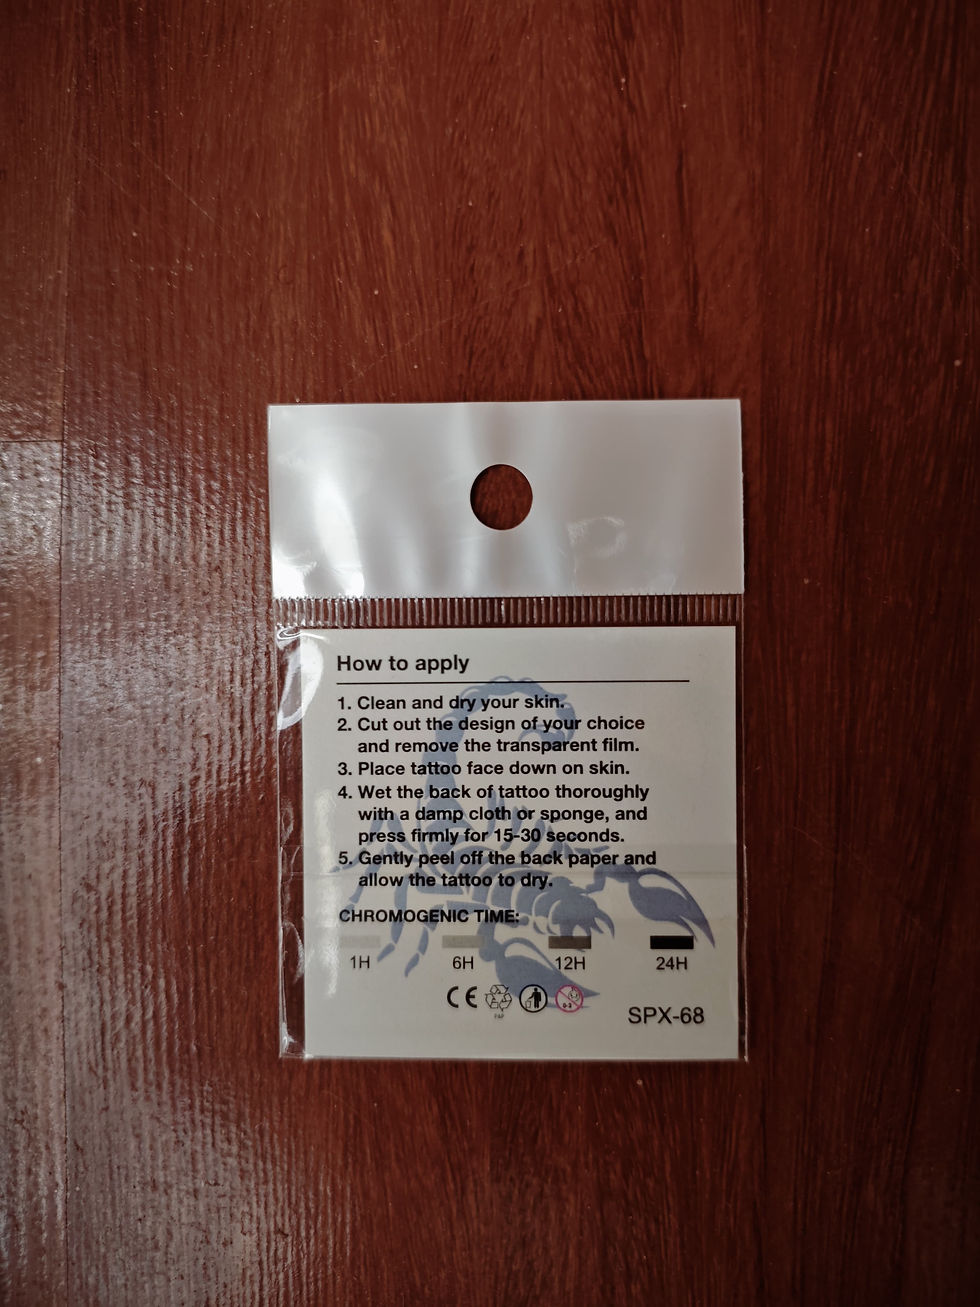 How to apply
1. Clean and dry your skin.
2. Cut out the design of your choice
and remove the transparent film.
3. Place tattoo face down on skin.
4. Wet the back of tattoo thoroughly
with a damp cloth or sponge, and
press firmly for 15-30 seconds.
5. Gently peel off the back paper and
allow the tattoo to dry.
CHROMOGENIC TIME:
1H 6H 12H 24H
CE
PAP
0-3
SPX-68